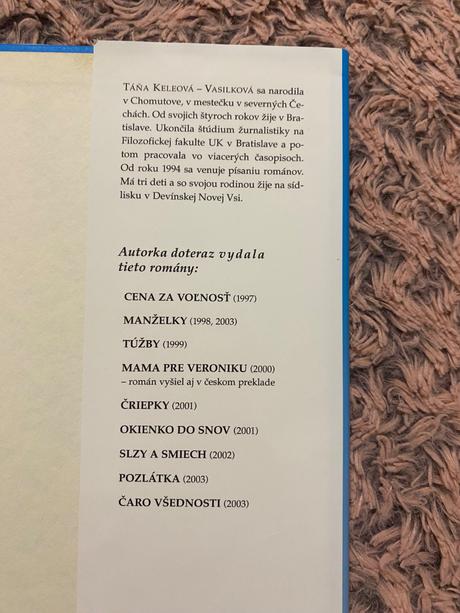 TÁŇA KELEOVÁ – VASILKOVÁ sa narodila
v Chomutove, v mestečku v severných Če-
chách. Od svojich štyroch rokov žije v Bra-
tislave. Ukončila štúdium žurnalistiky na
Filozofickej fakulte UK v Bratislave a po-
tom pracovala vo viacerých časopisoch.
Od roku 1994 sa venuje písaniu románov.
Má tri deti a so svojou rodinou žije na síd-
lisku v Devínskej Novej Vsi.
Autorka doteraz vydala
tieto romány:
CENA ZA VOĽNOSŤ (1997)
MANŽELKY (1998, 2003)
TÚŽBY (1999)
MAMA PRE VERONIKU (2000)
– román vyšiel aj v českom preklade
ČRIEPKY (2001)
OKIENKO DO SNOV (2001)
SLZY A SMIECH (2002)
POZLÁTKA (2003)
ČARO VŠEDNOSTI (2003)